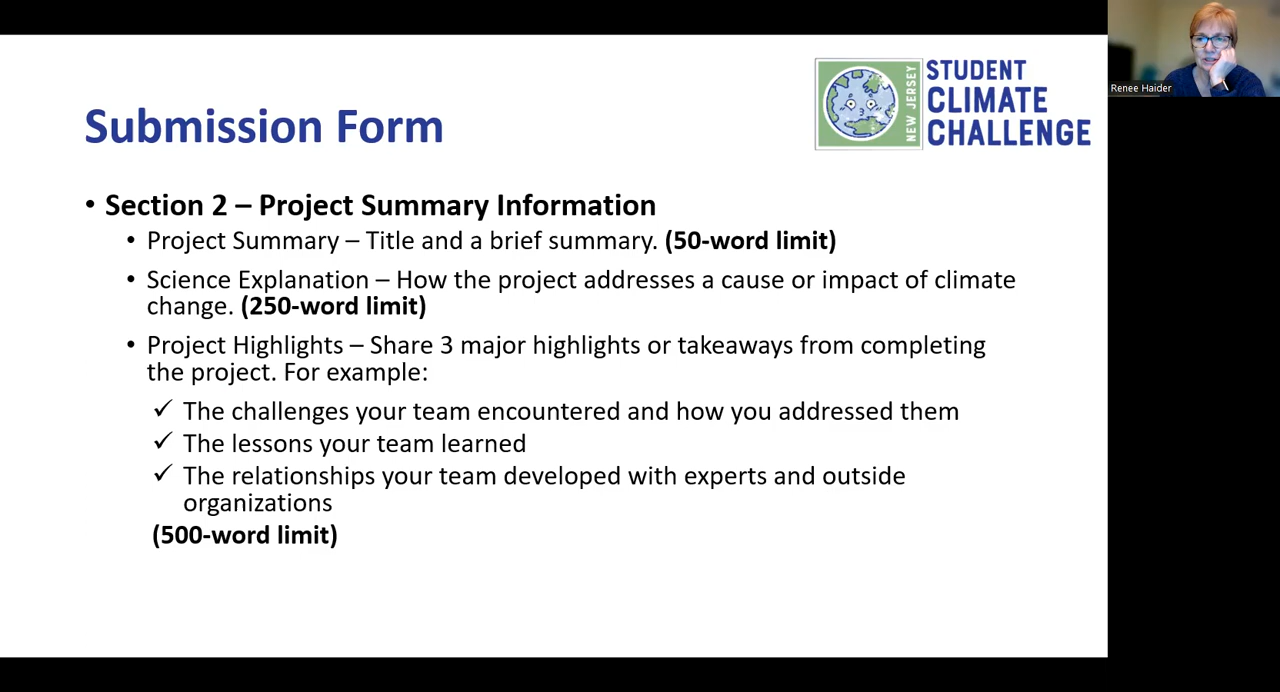 STUDENT
CLIMATE
CHALLENGE
NEW JERSEY
Renee Haider
Submission Form
• Section 2 – Project Summary Information
• Project Summary – Title and a brief summary. (50-word limit)
• Science Explanation – How the project addresses a cause or impact of climate
change. (250-word limit)
• Project Highlights – Share 3 major highlights or takeaways from completing
the project. For example:
✓ The challenges your team encountered and how you addressed them
✓ The lessons your team learned
✓ The relationships your team developed with experts and outside
organizations
(500-word limit)